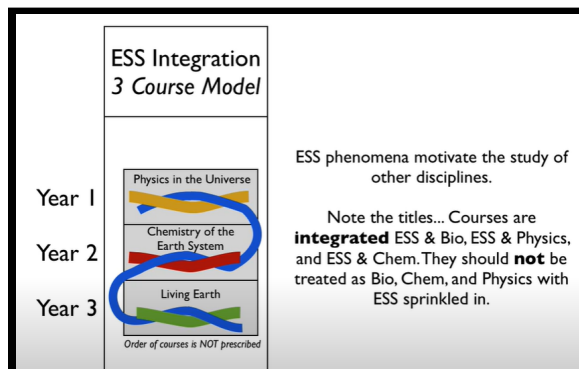 ESS Integration
3 Course Model
Physics in the Universe
Year 1
Chemistry of the
Earth System
Year 2
Living Earth
Year 3
Order of courses is NOT prescribed
ESS phenomena motivate the study of
other disciplines.
Note the titles... Courses are
integrated ESS & Bio, ESS & Physics,
and ESS & Chem. They should not be
treated as Bio, Chem, and Physics with
ESS sprinkled in.